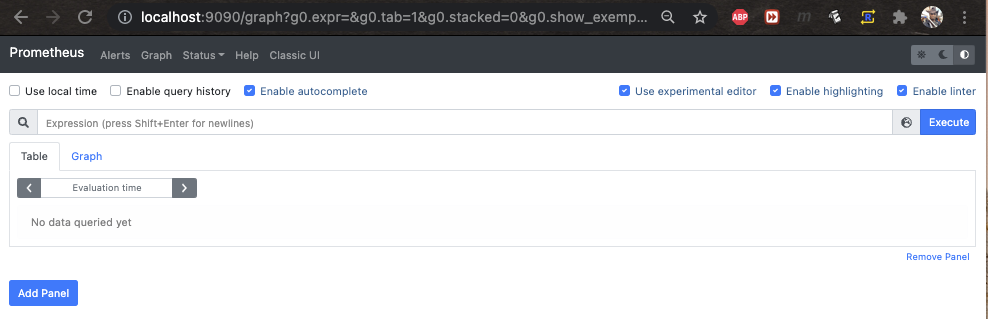 localhost:9090/graph?g0.expr=&g0.tab=1&g0.stacked=0&g0.show_exemp...
ABP
Prometheus Alerts Graph Status Help Classic UI
Use local time Enable query history Enable autocomplete Use experimental editor Enable highlighting Enable linter
Expression (press Shift+Enter for newlines) Execute
Table Graph
Evaluation time
No data queried yet
Remove Panel
Add Panel